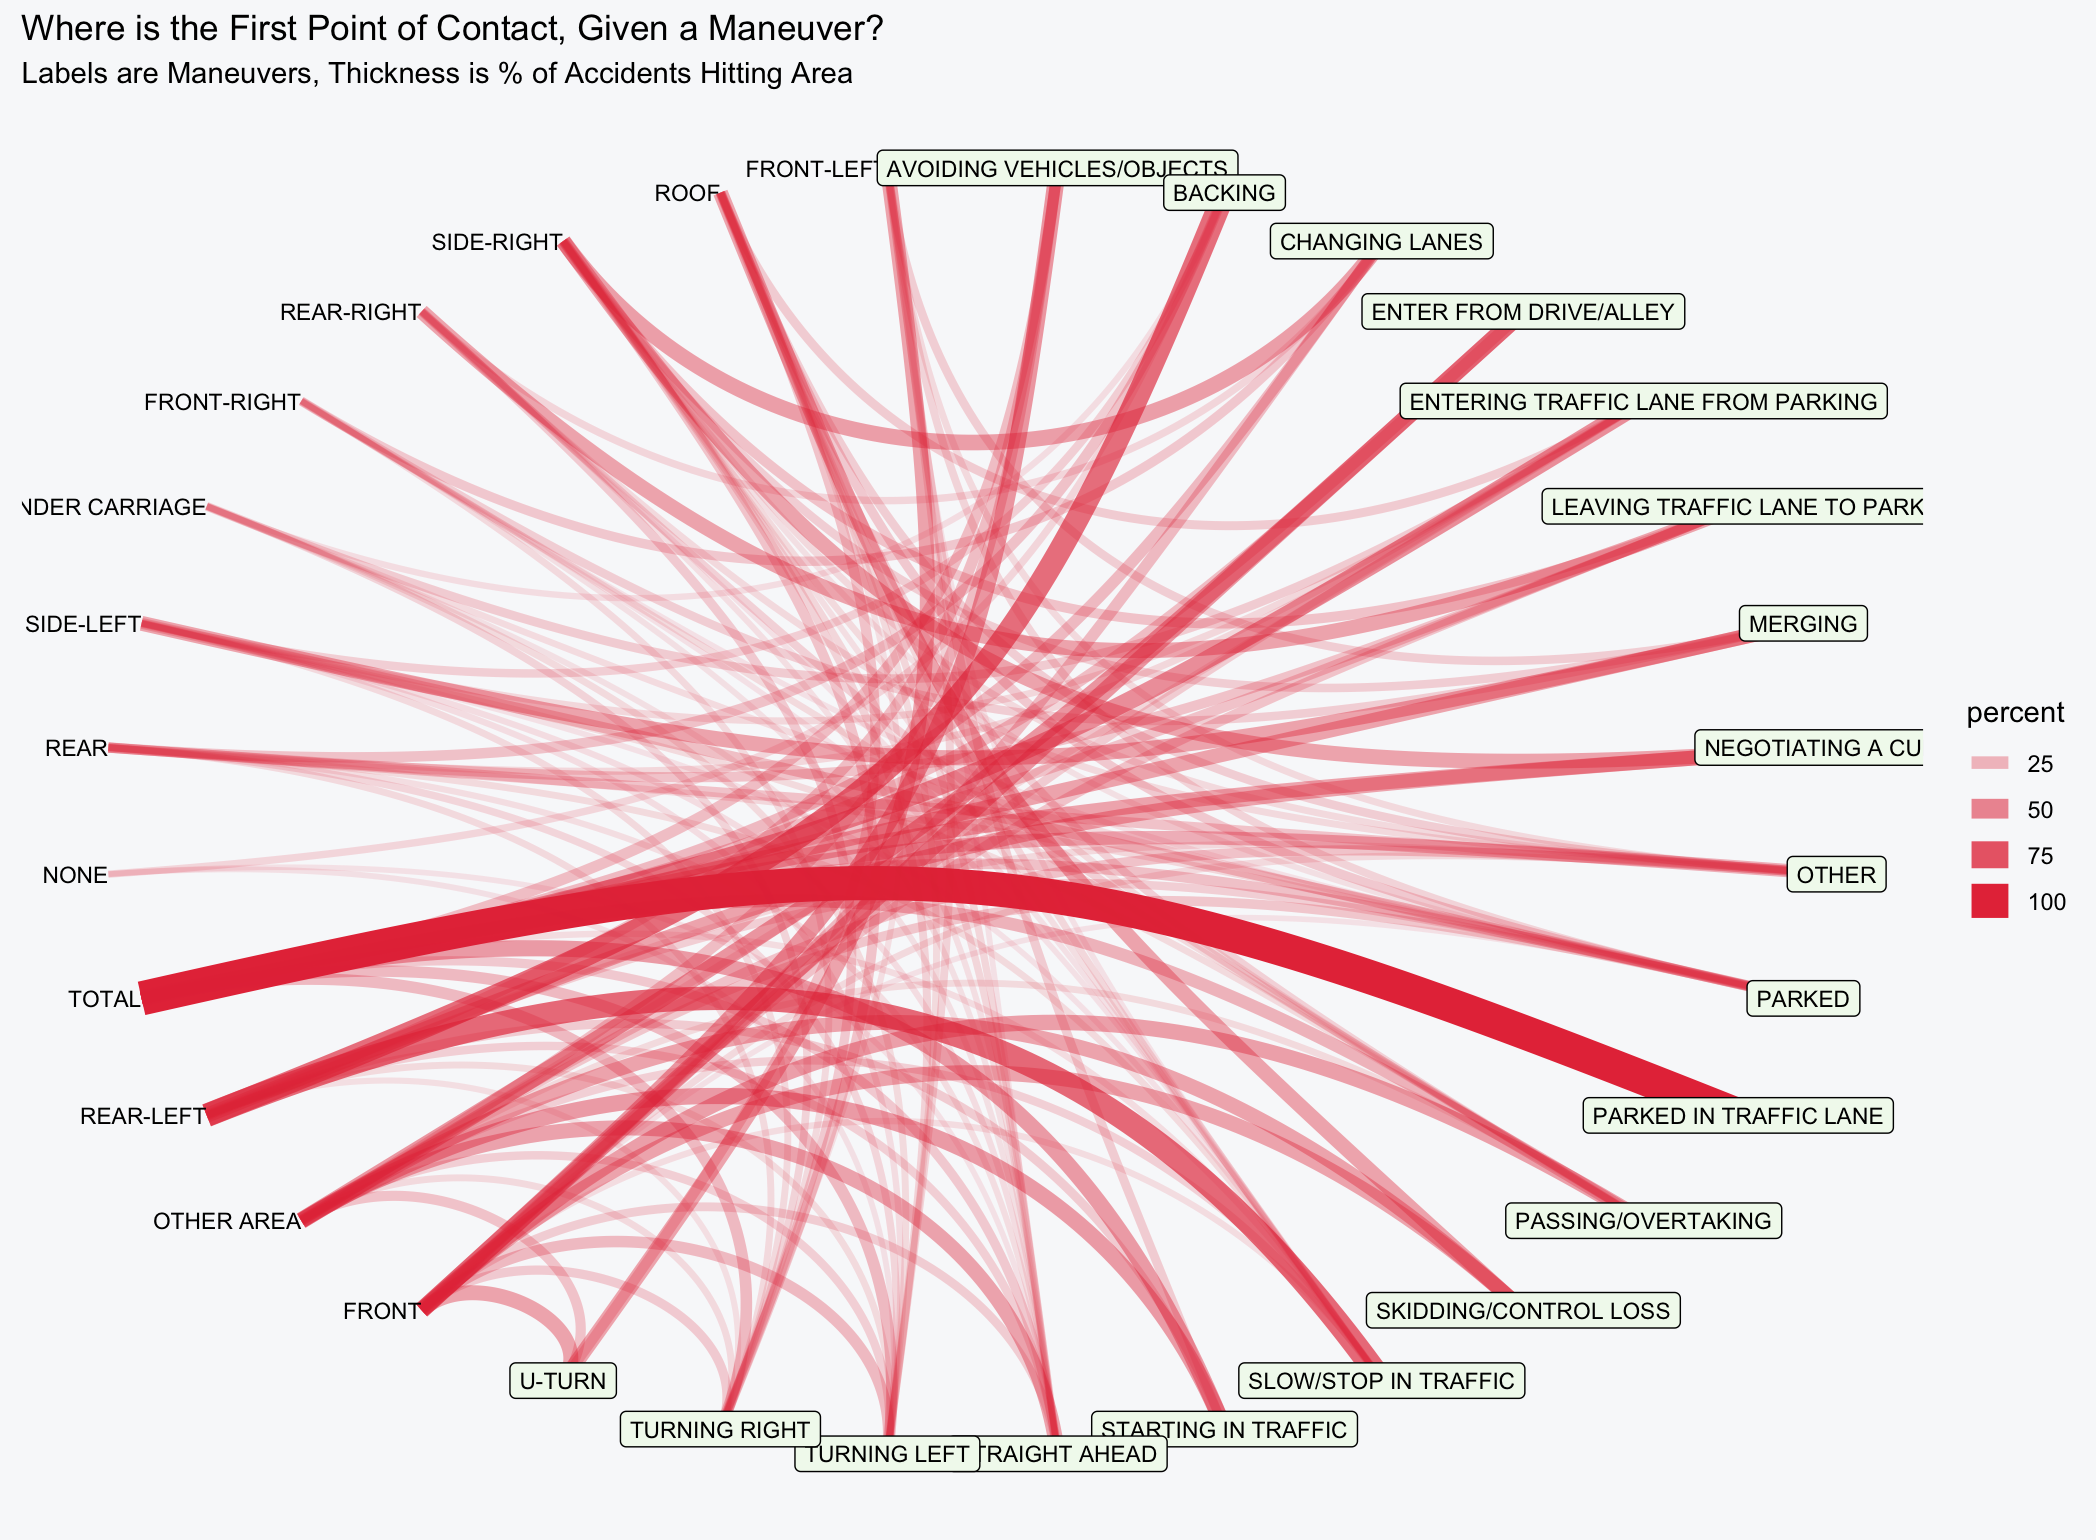 Where is the First Point of Contact, Given a Maneuver?
Labels are Maneuvers, Thickness is % of Accidents Hitting Area
FRONT-LEFT
AVOIDING VEHICLES/OBJECTS
ROOF
BACKING
SIDE-RIGHT
CHANGING LANES
REAR-RIGHT
ENTER FROM DRIVE/ALLEY
FRONT-RIGHT
ENTERING TRAFFIC LANE FROM PARKING
NDER CARRIAGE
LEAVING TRAFFIC LANE TO PARK
SIDE-LEFT
MERGING
REAR
NEGOTIATING A CU
NONE
OTHER
TOTAL
PARKED
REAR-LEFT
PARKED IN TRAFFIC LANE
OTHER AREA
PASSING/OVERTAKING
FRONT
SKIDDING/CONTROL LOSS
U-TURN
SLOW/STOP IN TRAFFIC
TURNING RIGHT
STARTING IN TRAFFIC
TURNING LEFT
TRAIGHT AHEAD
percent
25
50
75
100